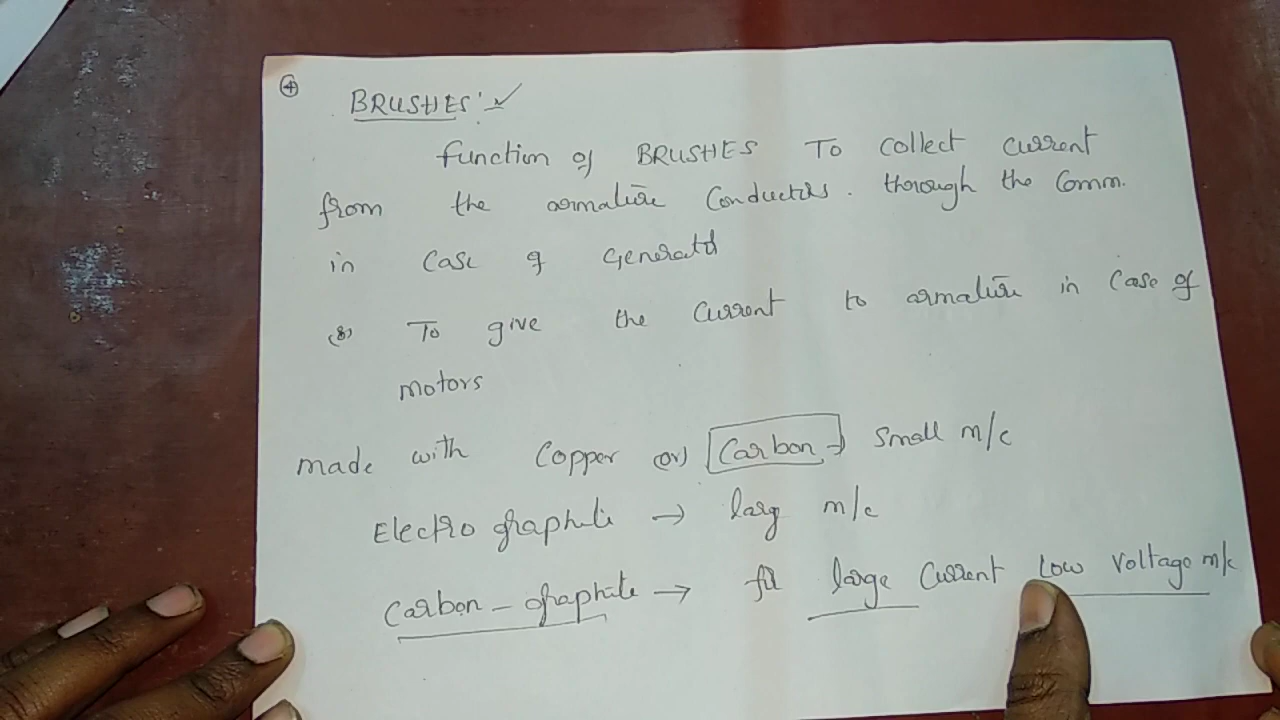 ④ BRUSHES:✓
function of BRUSHES To collect current
from the armature Conductors. through the Comm.
in case of Generator
(or) To give the current to armature in case of
motors
made with Copper (or) Carbon → small m/c
Electro graphite → larg m/c
Carbon - graphite → for large current Low voltage m/c